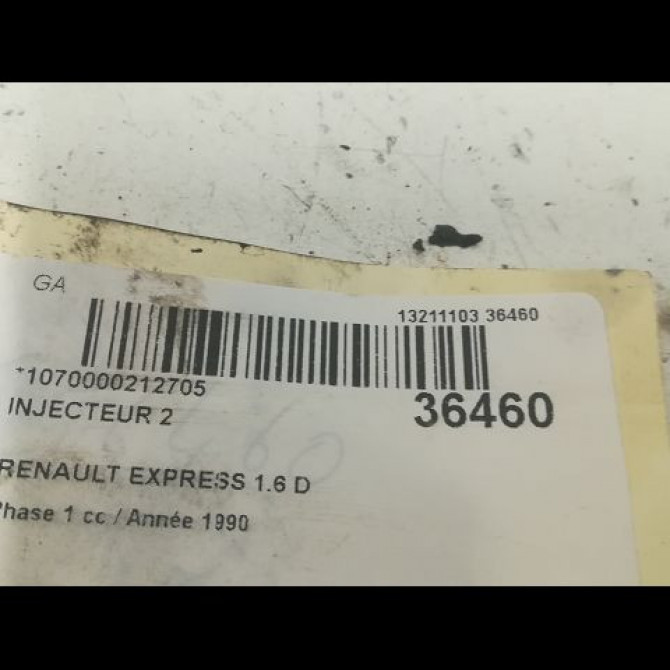 GA
13211103 36460
*1070000212705
36460
INJECTEUR 2
RENAULT EXPRESS 1.6 D
Phase 1 cc / Année 1990